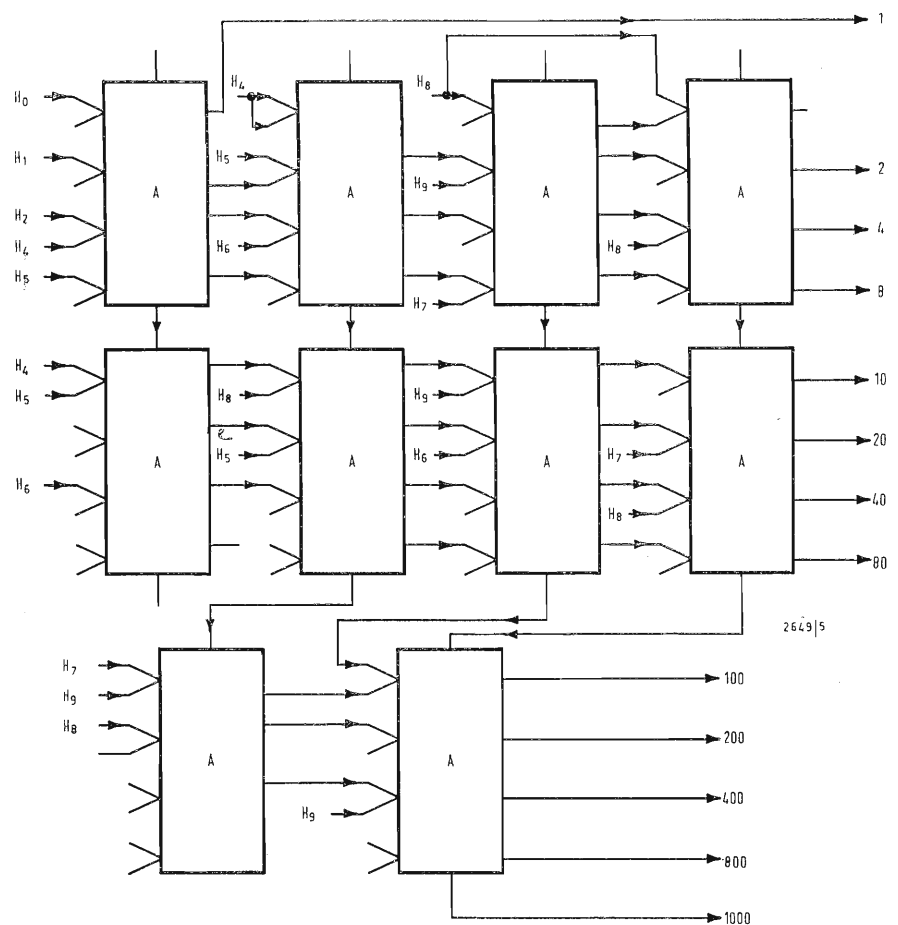 1
H₄ H₈
H₀
H₁ H₅ 2
H₉
A A A A
H₂ 4
H₄ H₆ H₈
H₅ 8
H₇
H₄ 10
H₅ H₈ H₉
20
H₅ H₆ H₇
A A A A
H₆ 40
H₈
80
2649|5
H₇ 100
H₉
H₈ 200
A A
400
H₉
800
1000